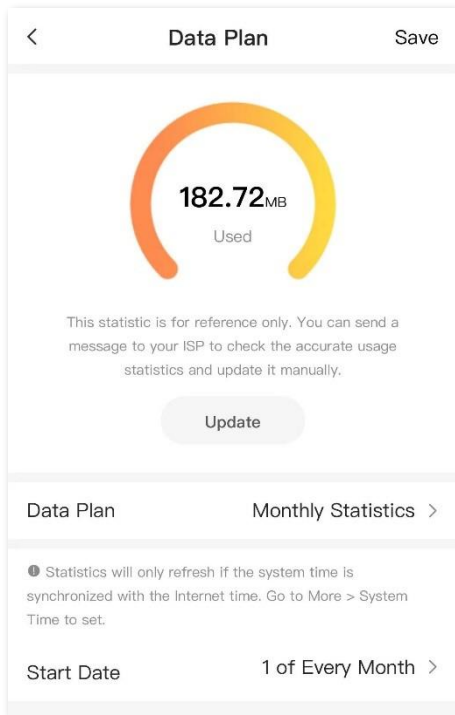 Data Plan Save
182.72MB
Used
This statistic is for reference only. You can send a
message to your ISP to check the accurate usage
statistics and update it manually.
Update
Data Plan Monthly Statistics
Statistics will only refresh if the system time is
synchronized with the Internet time. Go to More > System
Time to set.
Start Date 1 of Every Month